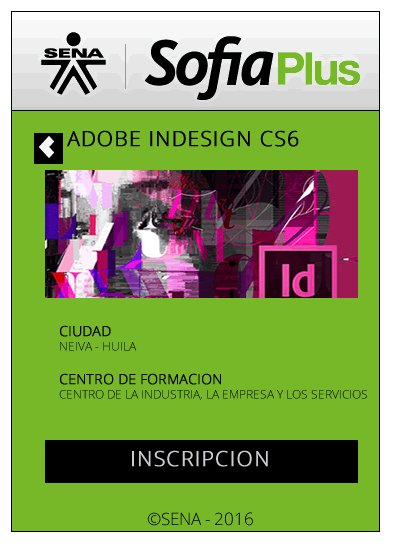 SENA
SofiaPlus
ADOBE INDESIGN CS6
Id
CIUDAD
NEIVA - HUILA
CENTRO DE FORMACION
CENTRO DE LA INDUSTRIA, LA EMPRESA Y LOS SERVICIOS
INSCRIPCION
©SENA - 2016